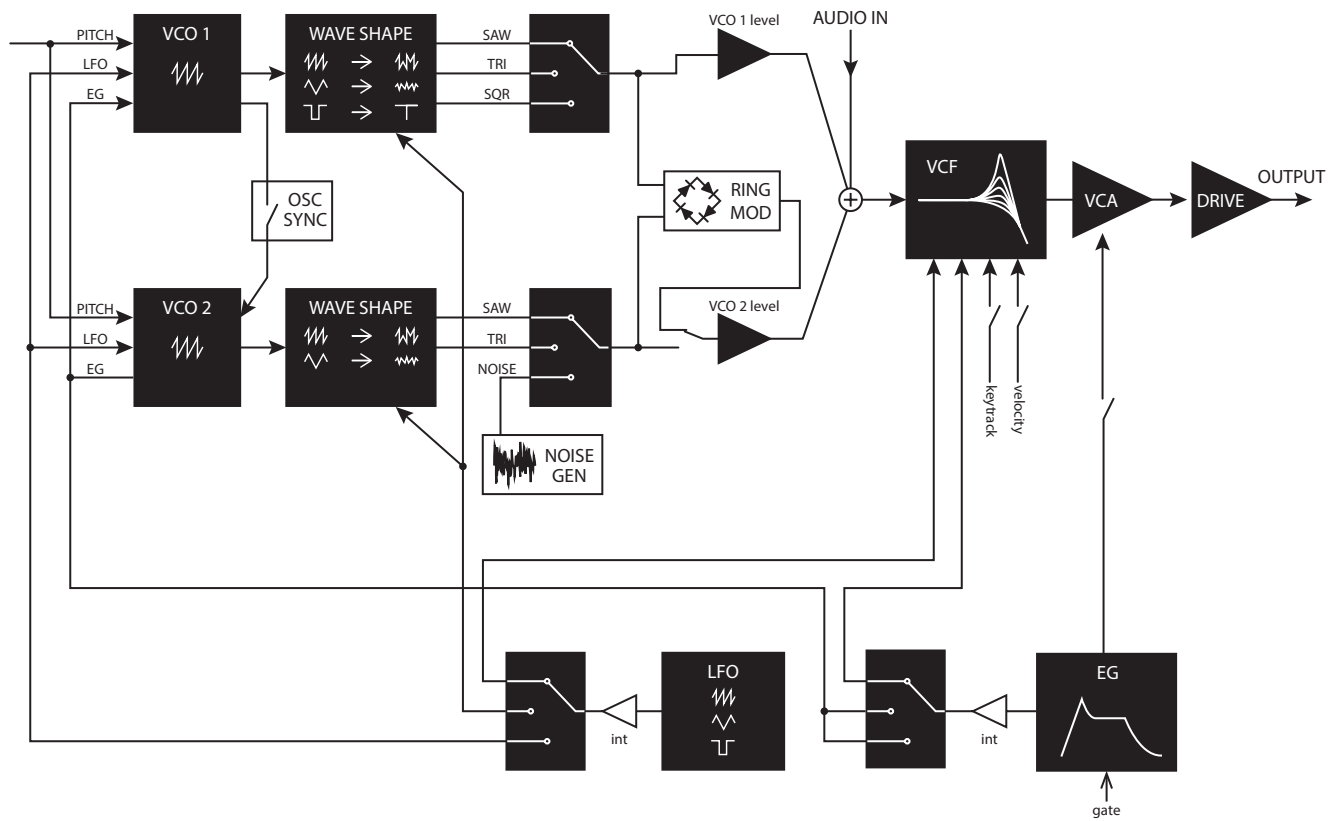 PITCH
LFO
EG
VCO 1
WAVE SHAPE
SAW
TRI
SQR
VCO 1 level
AUDIO IN
OSC
SYNC
RING
MOD
VCF
VCA
DRIVE
OUTPUT
PITCH
LFO
EG
VCO 2
WAVE SHAPE
SAW
TRI
NOISE
VCO 2 level
keytrack
velocity
NOISE
GEN
LFO
int
int
EG
gate